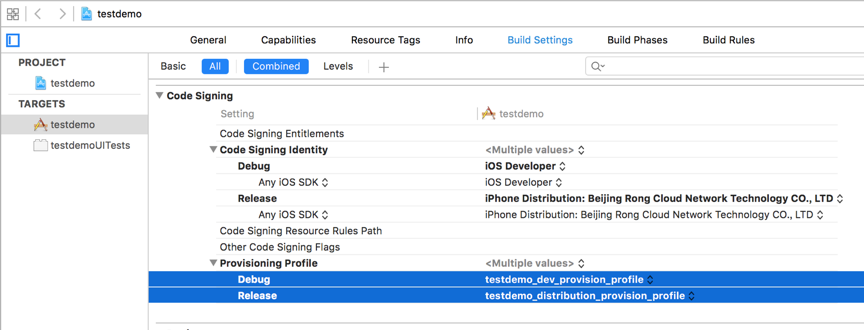 testdemo
General Capabilities Resource Tags Info Build Settings Build Phases Build Rules
PROJECT
testdemo
TARGETS
testdemo
testdemoUITests
Basic All Combined Levels +
Code Signing
Setting testdemo
Code Signing Entitlements
Code Signing Identity <Multiple values>
Debug iOS Developer
Any iOS SDK iOS Developer
Release iPhone Distribution: Beijing Rong Cloud Network Technology CO., LTD
Any iOS SDK iPhone Distribution: Beijing Rong Cloud Network Technology CO., LTD
Code Signing Resource Rules Path
Other Code Signing Flags
Provisioning Profile <Multiple values>
Debug testdemo_dev_provision_profile
Release testdemo_distribution_provision_profile